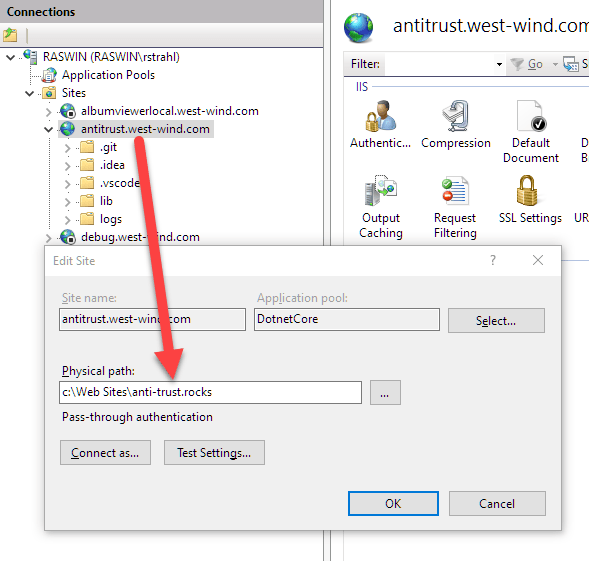 Connections
RASWIN (RASWIN\rstrahl)
Application Pools
Sites
albumviewerlocal.west-wind.com
antitrust.west-wind.com
.git
.idea
.vscode
lib
logs
debug.west-wind.com
antitrust.west-wind.com
Filter:
Go
IIS
Authentic...
Compression
Default
Document
Output
Caching
Request
Filtering
SSL Settings
Edit Site
Site name:
Application pool:
antitrust.west-wind.com
DotnetCore
Select...
Physical path:
c:\Web Sites\anti-trust.rocks
...
Pass-through authentication
Connect as...
Test Settings...
OK
Cancel